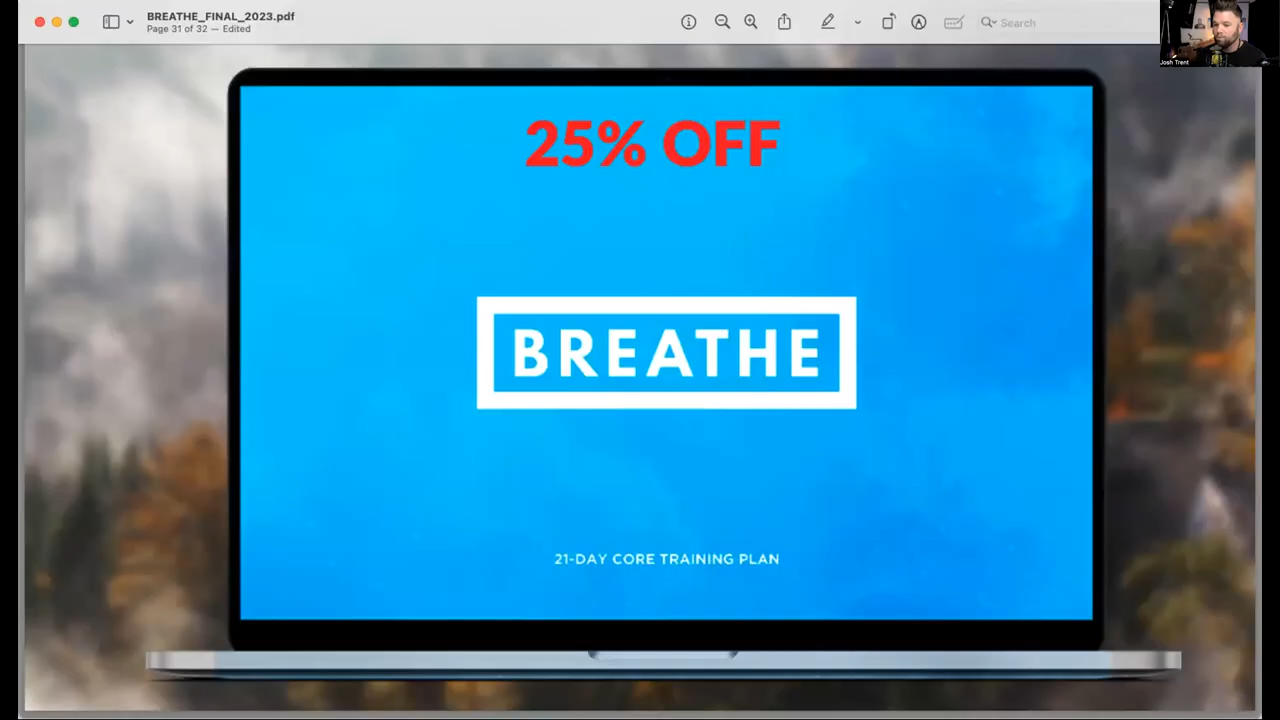 BREATHE_FINAL_2023.pdf
Page 31 of 32 — Edited
Search
Josh Trent
25% OFF
BREATHE
21-DAY CORE TRAINING PLAN